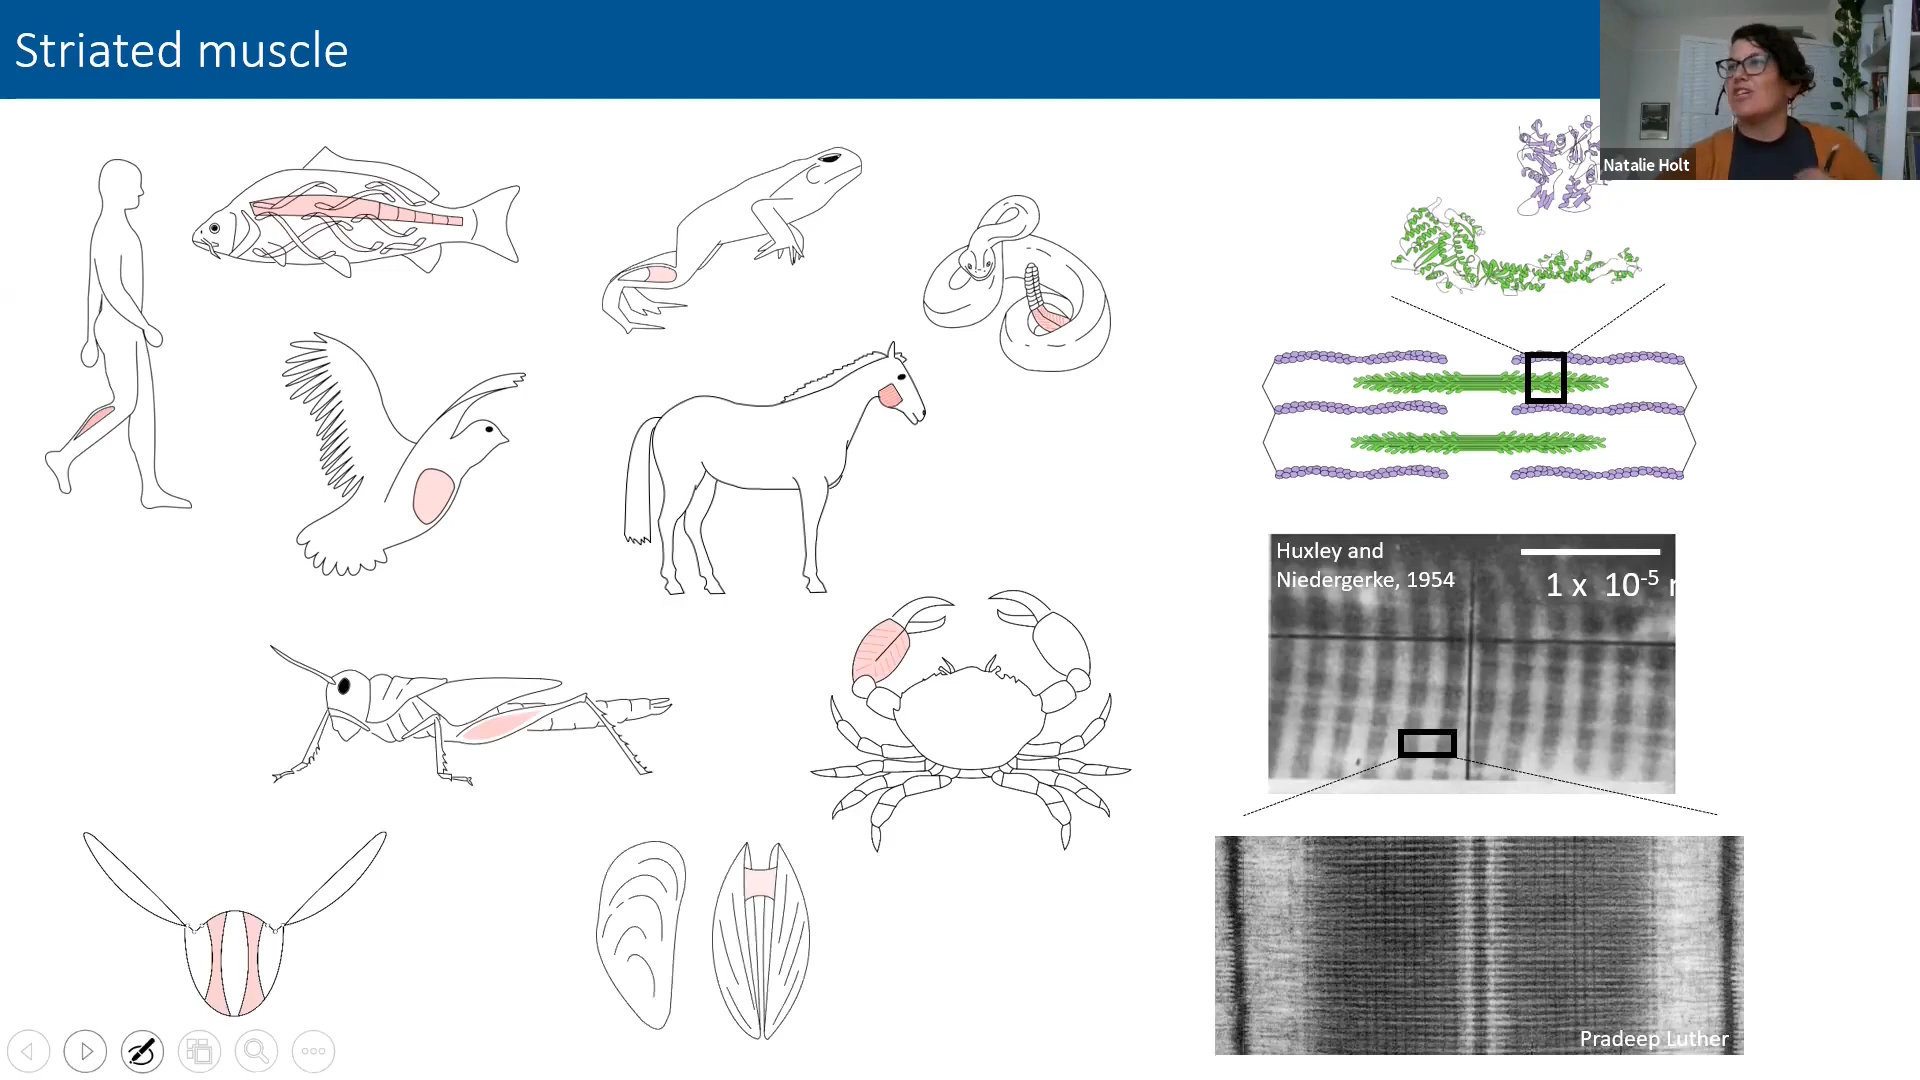 Striated muscle
Natalie Holt
Huxley and
Niedergerke, 1954
1 x 10-5
Pradeep Luther